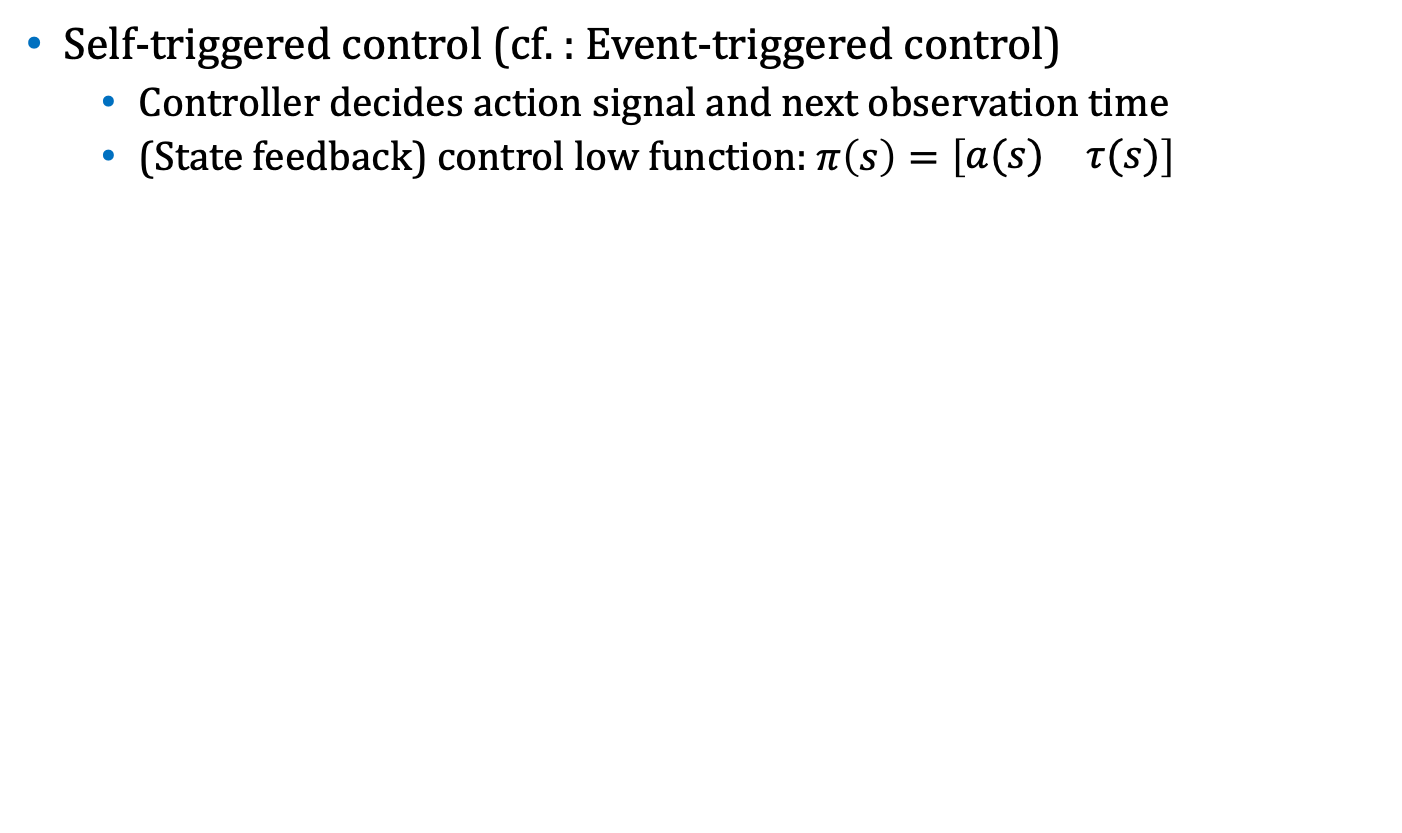 • Self-triggered control (cf. : Event-triggered control)
• Controller decides action signal and next observation time
• (State feedback) control low function: π(s) = [a(s) τ(s)]